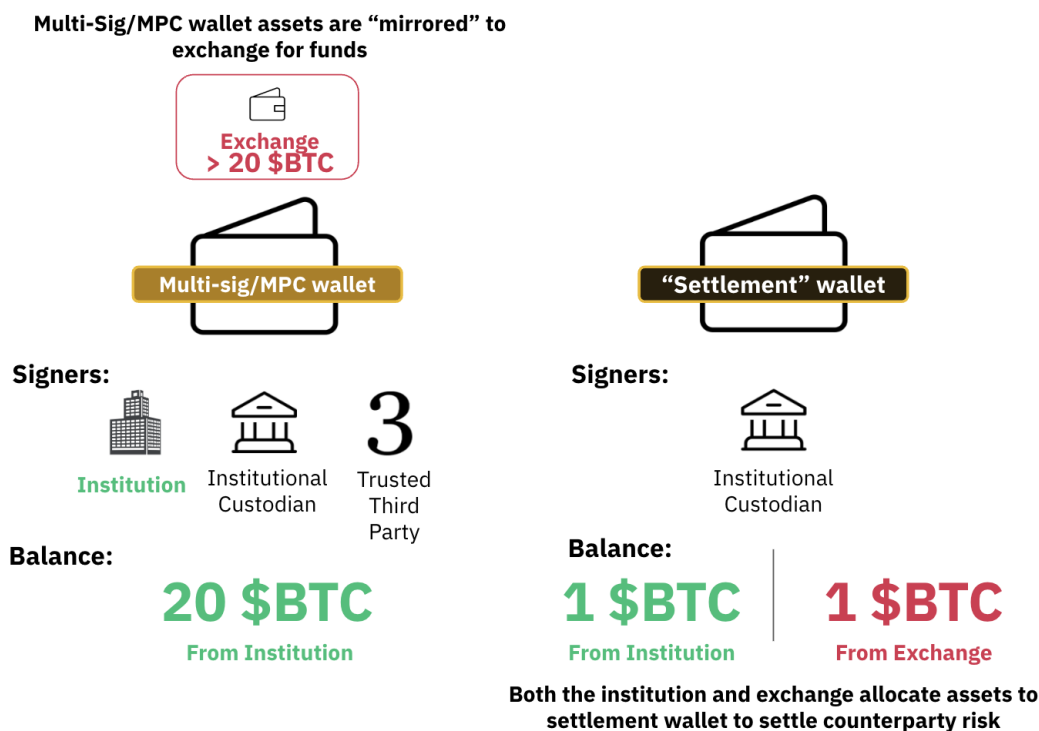 Multi-Sig/MPC wallet assets are “mirrored” to
exchange for funds
Exchange
> 20 $BTC
Multi-sig/MPC wallet
Signers:
Institution
Institutional
Custodian
3
Trusted
Third
Party
Balance:
20 $BTC
From Institution
“Settlement” wallet
Signers:
Institutional
Custodian
Balance:
1 $BTC
From Institution
1 $BTC
From Exchange
Both the institution and exchange allocate assets to
settlement wallet to settle counterparty risk